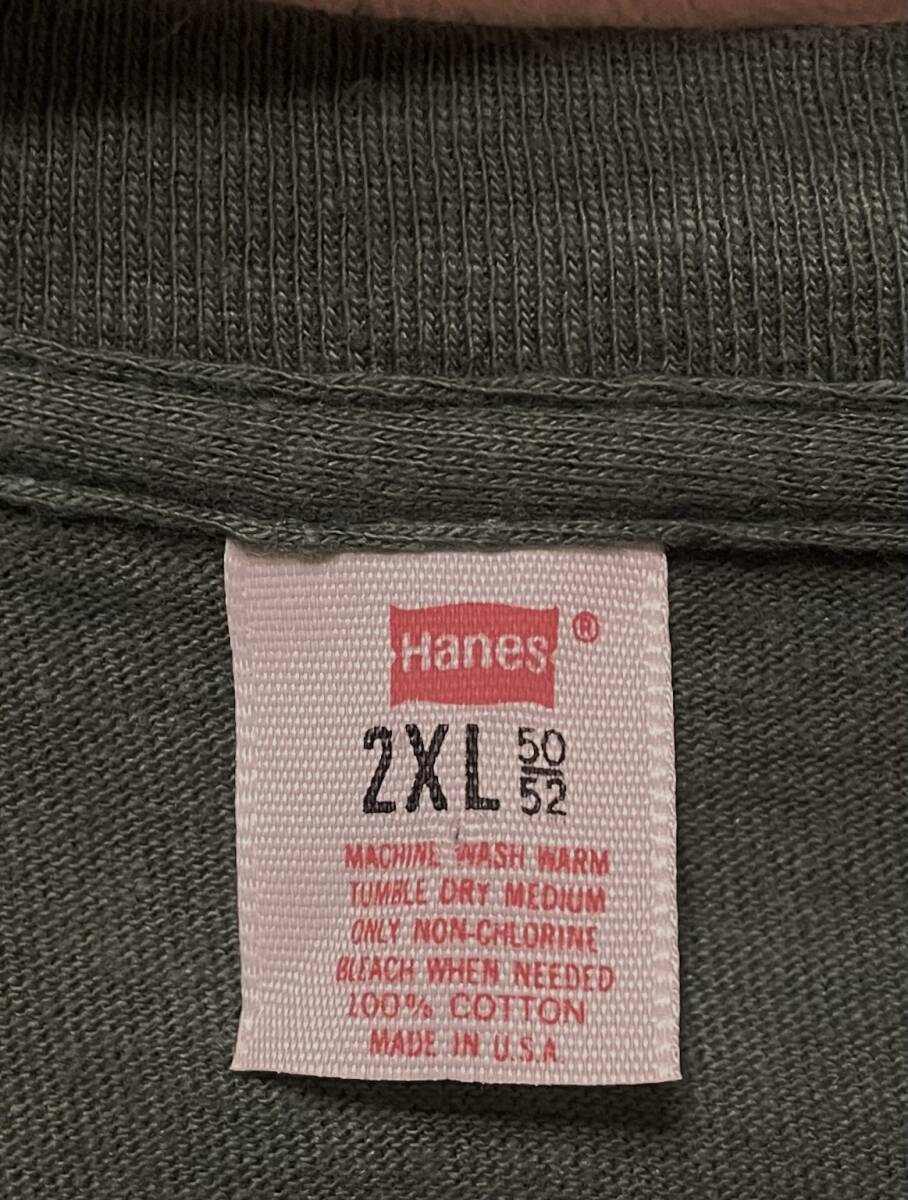 Hanes ®
2XL 50/52
MACHINE WASH WARM
TUMBLE DRY MEDIUM
ONLY NON-CHLORINE
BLEACH WHEN NEEDED
100% COTTON
MADE IN U.S.A.